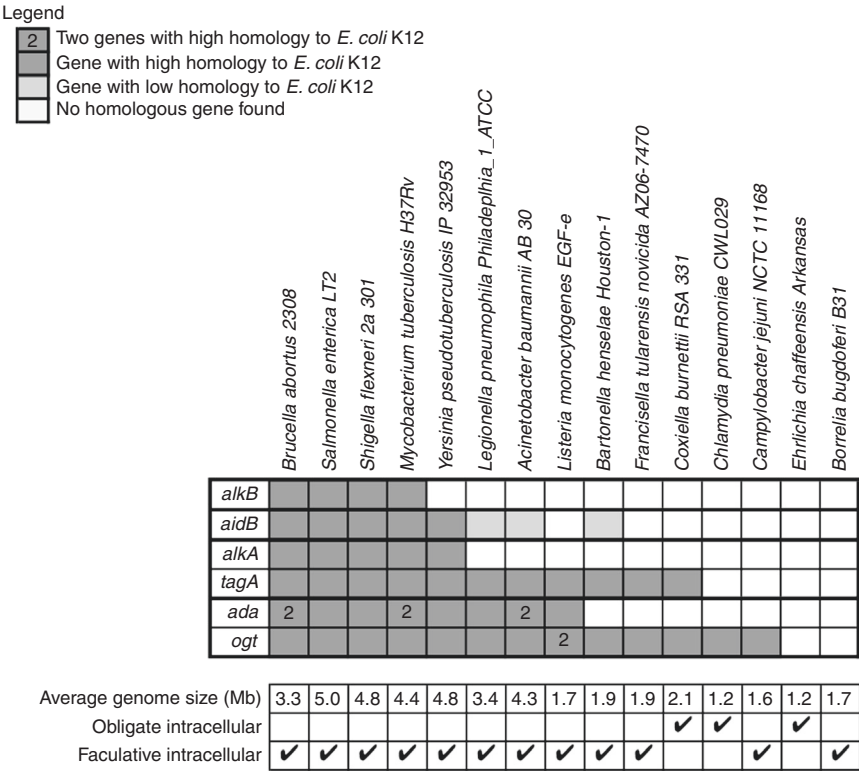 Legend
2 Two genes with high homology to E. coli K12
Gene with high homology to E. coli K12
Gene with low homology to E. coli K12
No homologous gene found
Brucella abortus 2308
Salmonella enterica LT2
Shigella flexneri 2a 301
Mycobacterium tuberculosis H37Rv
Yersinia pseudotuberculosis IP 32953
Legionella pneumophila Philadeplhia_1_ATCC
Acinetobacter baumannii AB 30
Listeria monocytogenes EGF-e
Bartonella henselae Houston-1
Francisella tularensis novicida AZ06-7470
Coxiella burnettii RSA 331
Chlamydia pneumoniae CWL029
Campylobacter jejuni NCTC 11168
Ehrlichia chaffeensis Arkansas
Borrelia bugdoferi B31
alkB
aidB
alkA
tagA
ada 2 2 2
ogt 2
Average genome size (Mb) 3.3 5.0 4.8 4.4 4.8 3.4 4.3 1.7 1.9 1.9 2.1 1.2 1.6 1.2 1.7
Obligate intracellular ✔ ✔ ✔
Faculative intracellular ✔ ✔ ✔ ✔ ✔ ✔ ✔ ✔ ✔ ✔ ✔ ✔